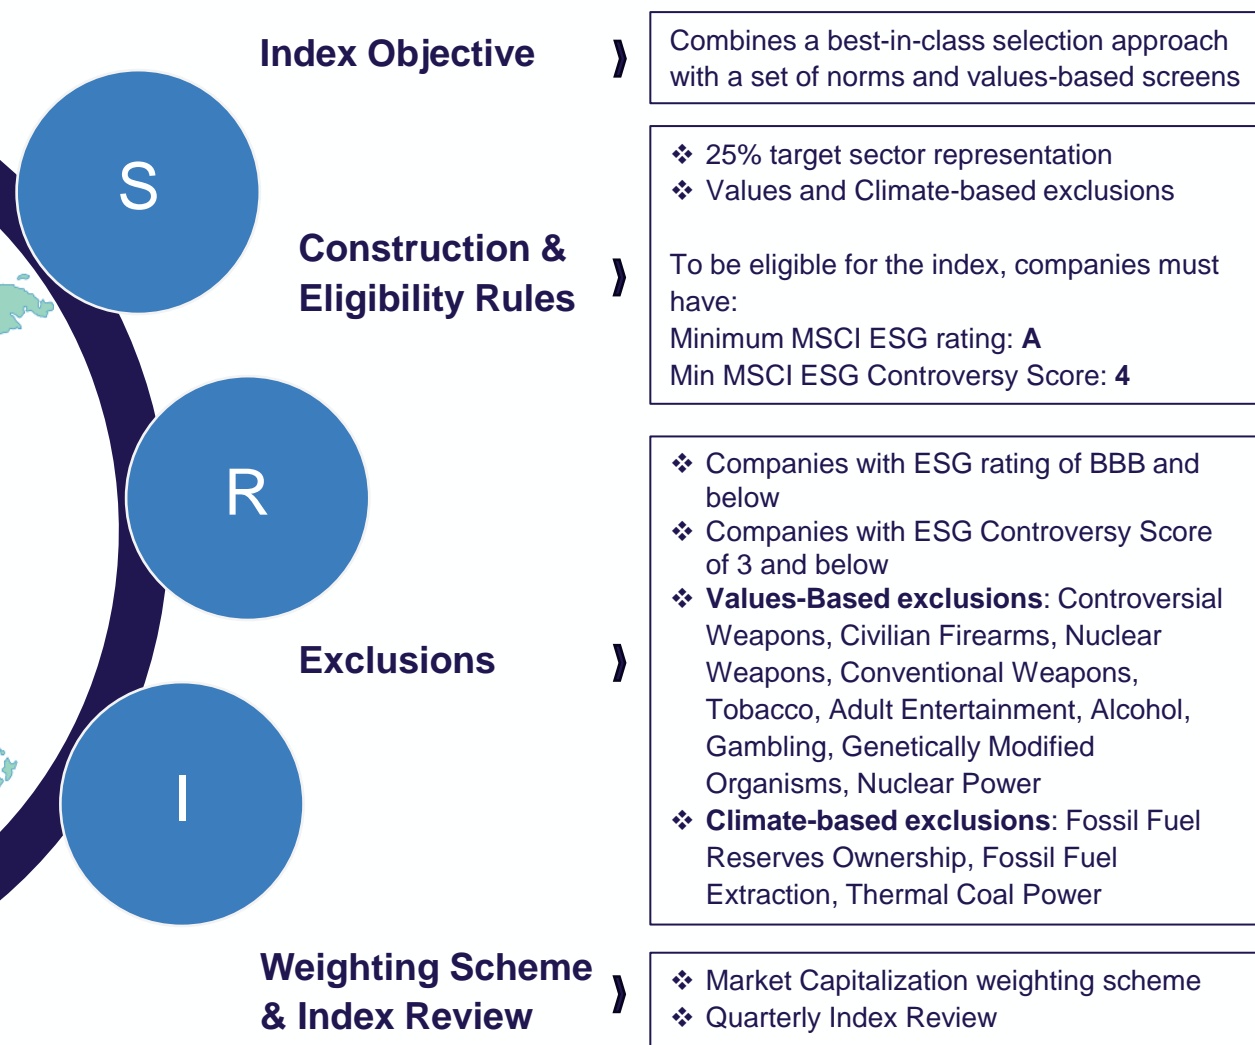 Index Objective
Combines a best-in-class selection approach
with a set of norms and values-based screens
S
Construction &
Eligibility Rules
❖ 25% target sector representation
❖ Values and Climate-based exclusions
To be eligible for the index, companies must
have:
Minimum MSCI ESG rating: A
Min MSCI ESG Controversy Score: 4
R
Exclusions
❖ Companies with ESG rating of BBB and
below
❖ Companies with ESG Controversy Score
of 3 and below
❖ Values-Based exclusions: Controversial
Weapons, Civilian Firearms, Nuclear
Weapons, Conventional Weapons,
Tobacco, Adult Entertainment, Alcohol,
Gambling, Genetically Modified
Organisms, Nuclear Power
❖ Climate-based exclusions: Fossil Fuel
Reserves Ownership, Fossil Fuel
Extraction, Thermal Coal Power
I
Weighting Scheme
& Index Review
❖ Market Capitalization weighting scheme
❖ Quarterly Index Review